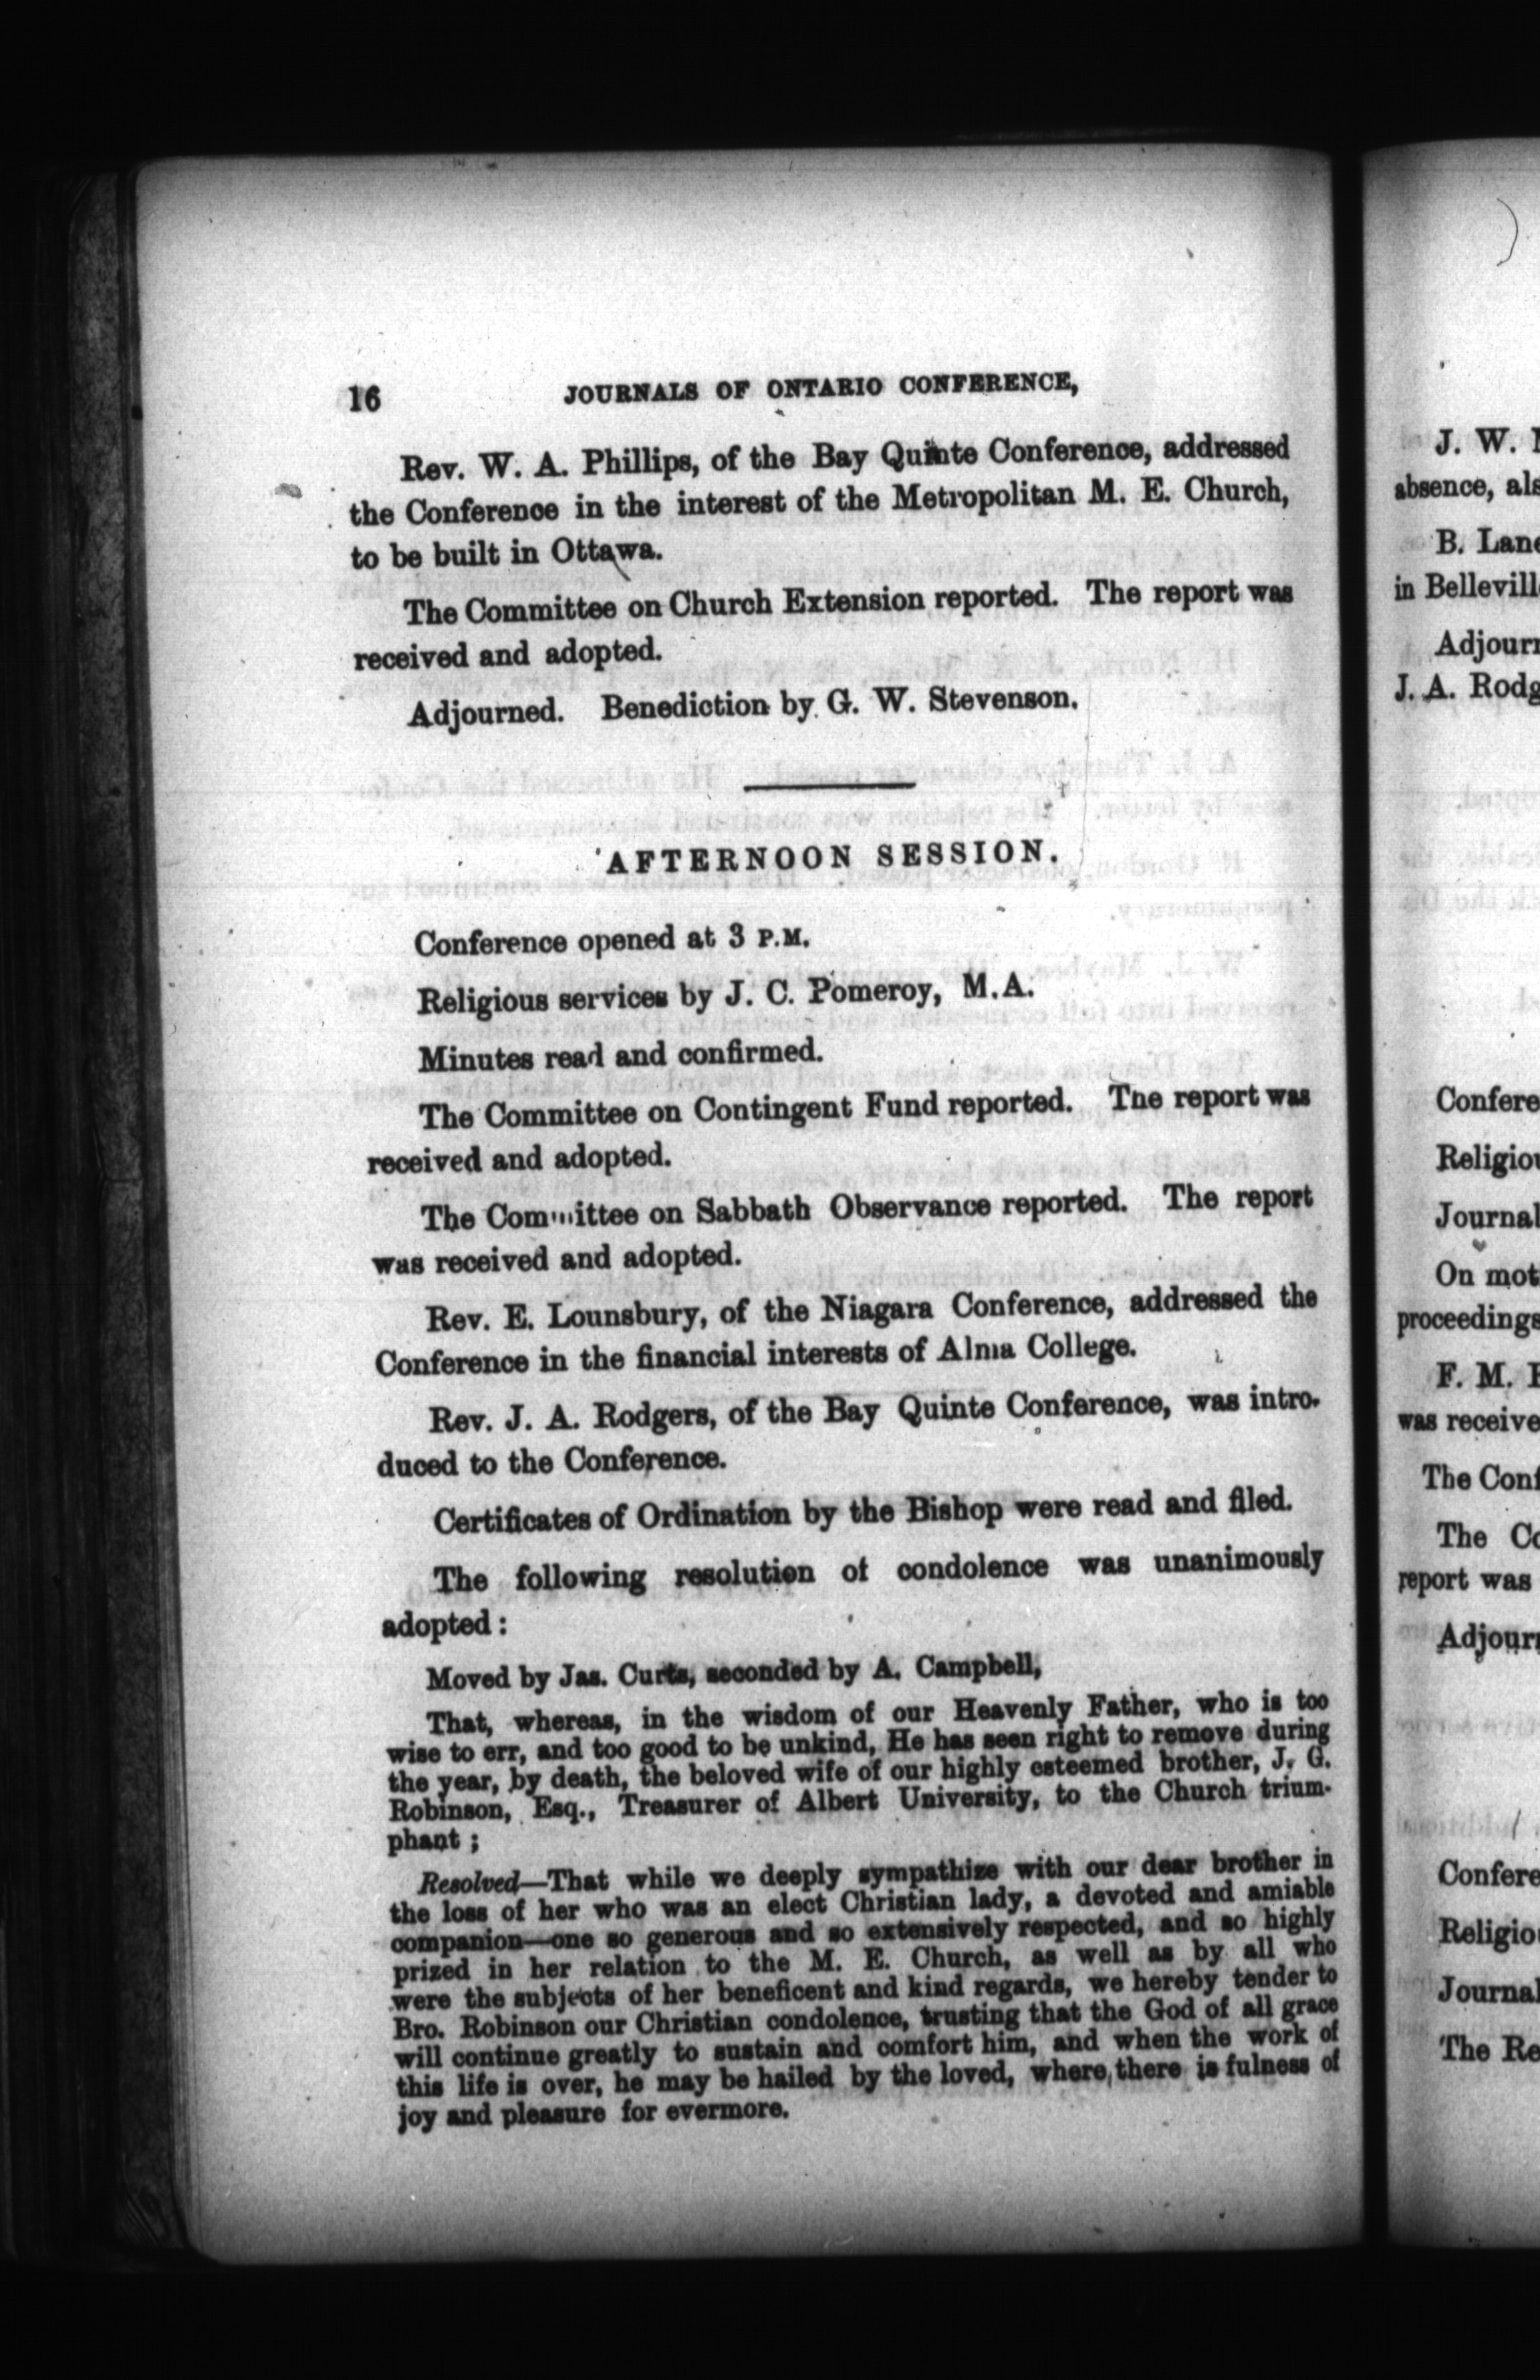 16 JOURNALS OF ONTARIO CONFERENCE,
Rev. W. A. Phillips, of the Bay Quinte Conference, addressed
the Conference in the interest of the Metropolitan M. E. Church,
to be built in Ottawa.
The Committee on Church Extension reported. The report was
received and adopted.
Adjourned. Benediction by G. W. Stevenson.
AFTERNOON SESSION.
Conference opened at 3 P.M.
Religious services by J. C. Pomeroy, M.A.
Minutes read and confirmed.
The Committee on Contingent Fund reported. The report was
received and adopted.
The Committee on Sabbath Observance reported. The report
was received and adopted.
Rev. E. Lounsbury, of the Niagara Conference, addressed the
Conference in the financial interests of Alma College.
Rev. J. A. Rodgers, of the Bay Quinte Conference, was intro-
duced to the Conference.
Certificates of Ordination by the Bishop were read and filed.
The following resolution of condolence was unanimously
adopted :
Moved by Jas. Curts, seconded by A. Campbell,
That, whereas, in the wisdom of our Heavenly Father, who is too
wise to err, and too good to be unkind, He has seen right to remove during
the year, by death, the beloved wife of our highly esteemed brother, J. G.
Robinson, Esq., Treasurer of Albert University, to the Church trium-
phant ;
Resolved—That while we deeply sympathize with our dear brother in
the loss of her who was an elect Christian lady, a devoted and amiable
companion—one so generous and so extensively respected, and so highly
prized in her relation to the M. E. Church, as well as by all who
were the subjects of her beneficent and kind regards, we hereby tender to
Bro. Robinson our Christian condolence, trusting that the God of all grace
will continue greatly to sustain and comfort him, and when the work of
this life is over, he may be hailed by the loved, where there is fulness of
joy and pleasure for evermore.
J. W.
absence,
B.
in
Adjourn
J. A.
Confere
Religiou
Journal
On
proceedings
F. M.
was
The
The
report was
Adjourn
Confere
Religio
Journal
The